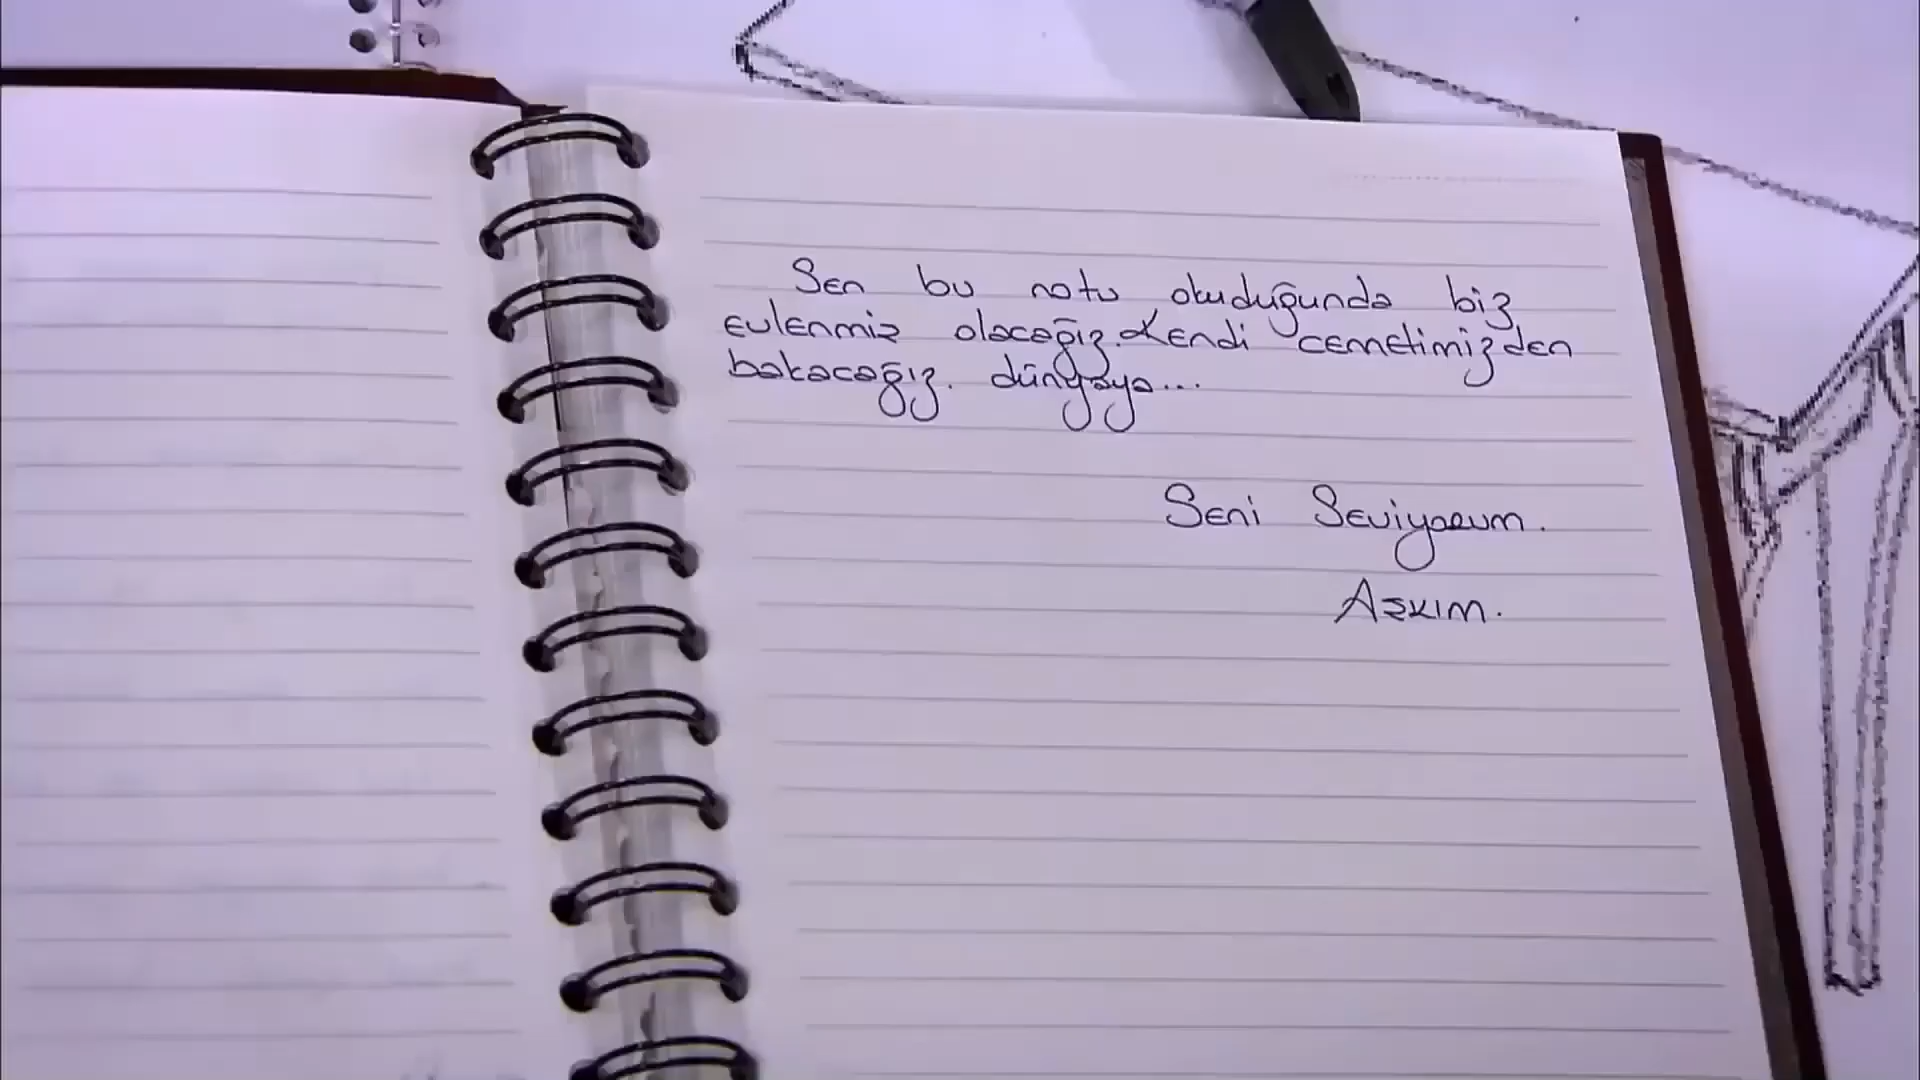 Sen bu notu okuduğunda biz
evlenmiş olacağız. Kendi cennetimizden
bakacağız. dünyaya...
Seni Seviyorum.
Aşkım.